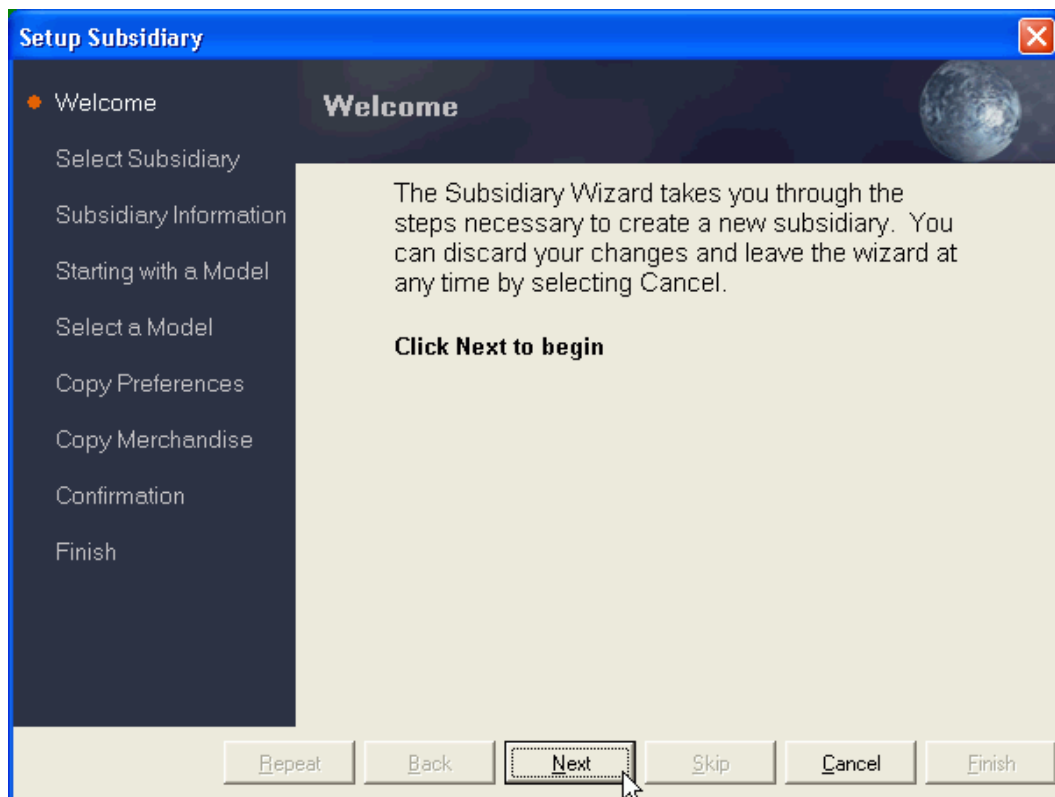 Setup Subsidiary
Welcome
Select Subsidiary
Subsidiary Information
Starting with a Model
Select a Model
Copy Preferences
Copy Merchandise
Confirmation
Finish
Welcome
The Subsidiary Wizard takes you through the
steps necessary to create a new subsidiary. You
can discard your changes and leave the wizard at
any time by selecting Cancel.
Click Next to begin
Repeat Back Next Skip Cancel Finish